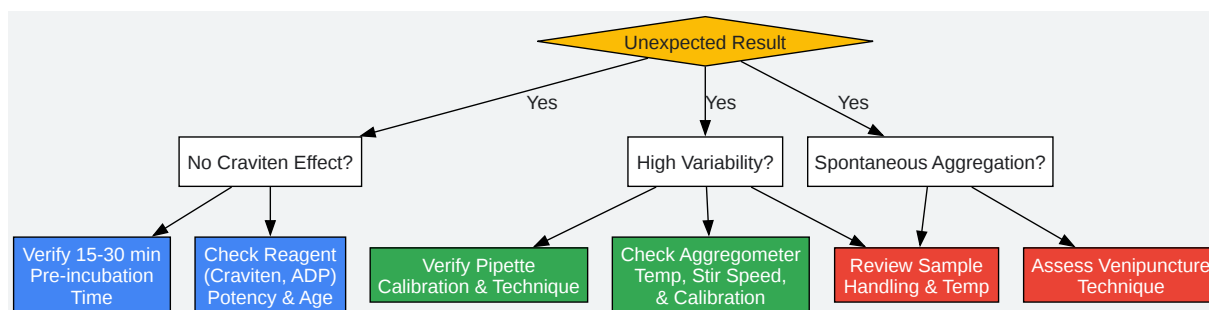 Unexpected Result
Yes
Yes
Yes
No Craviten Effect?
High Variability?
Spontaneous Aggregation?
Verify 15-30 min
Pre-incubation
Time
Check Reagent
(Craviten, ADP)
Potency & Age
Verify Pipette
Calibration & Technique
Check Aggregometer
Temp, Stir Speed,
& Calibration
Review Sample
Handling & Temp
Assess Venipuncture
Technique